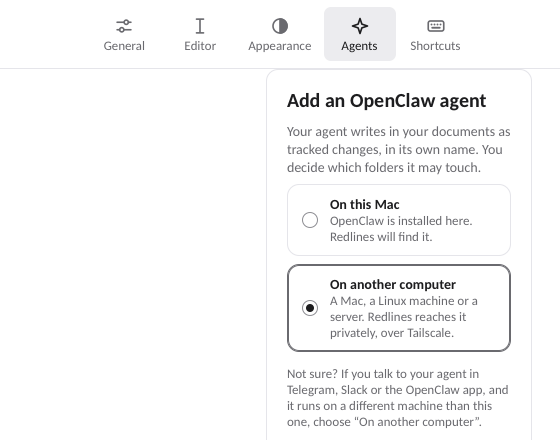 General
Editor
Appearance
Agents
Shortcuts
Add an OpenClaw agent
Your agent writes in your documents as
tracked changes, in its own name. You
decide which folders it may touch.
On this Mac
OpenClaw is installed here.
Redlines will find it.
On another computer
A Mac, a Linux machine or a
server. Redlines reaches it
privately, over Tailscale.
Not sure? If you talk to your agent in
Telegram, Slack or the OpenClaw app, and
it runs on a different machine than this
one, choose “On another computer”.